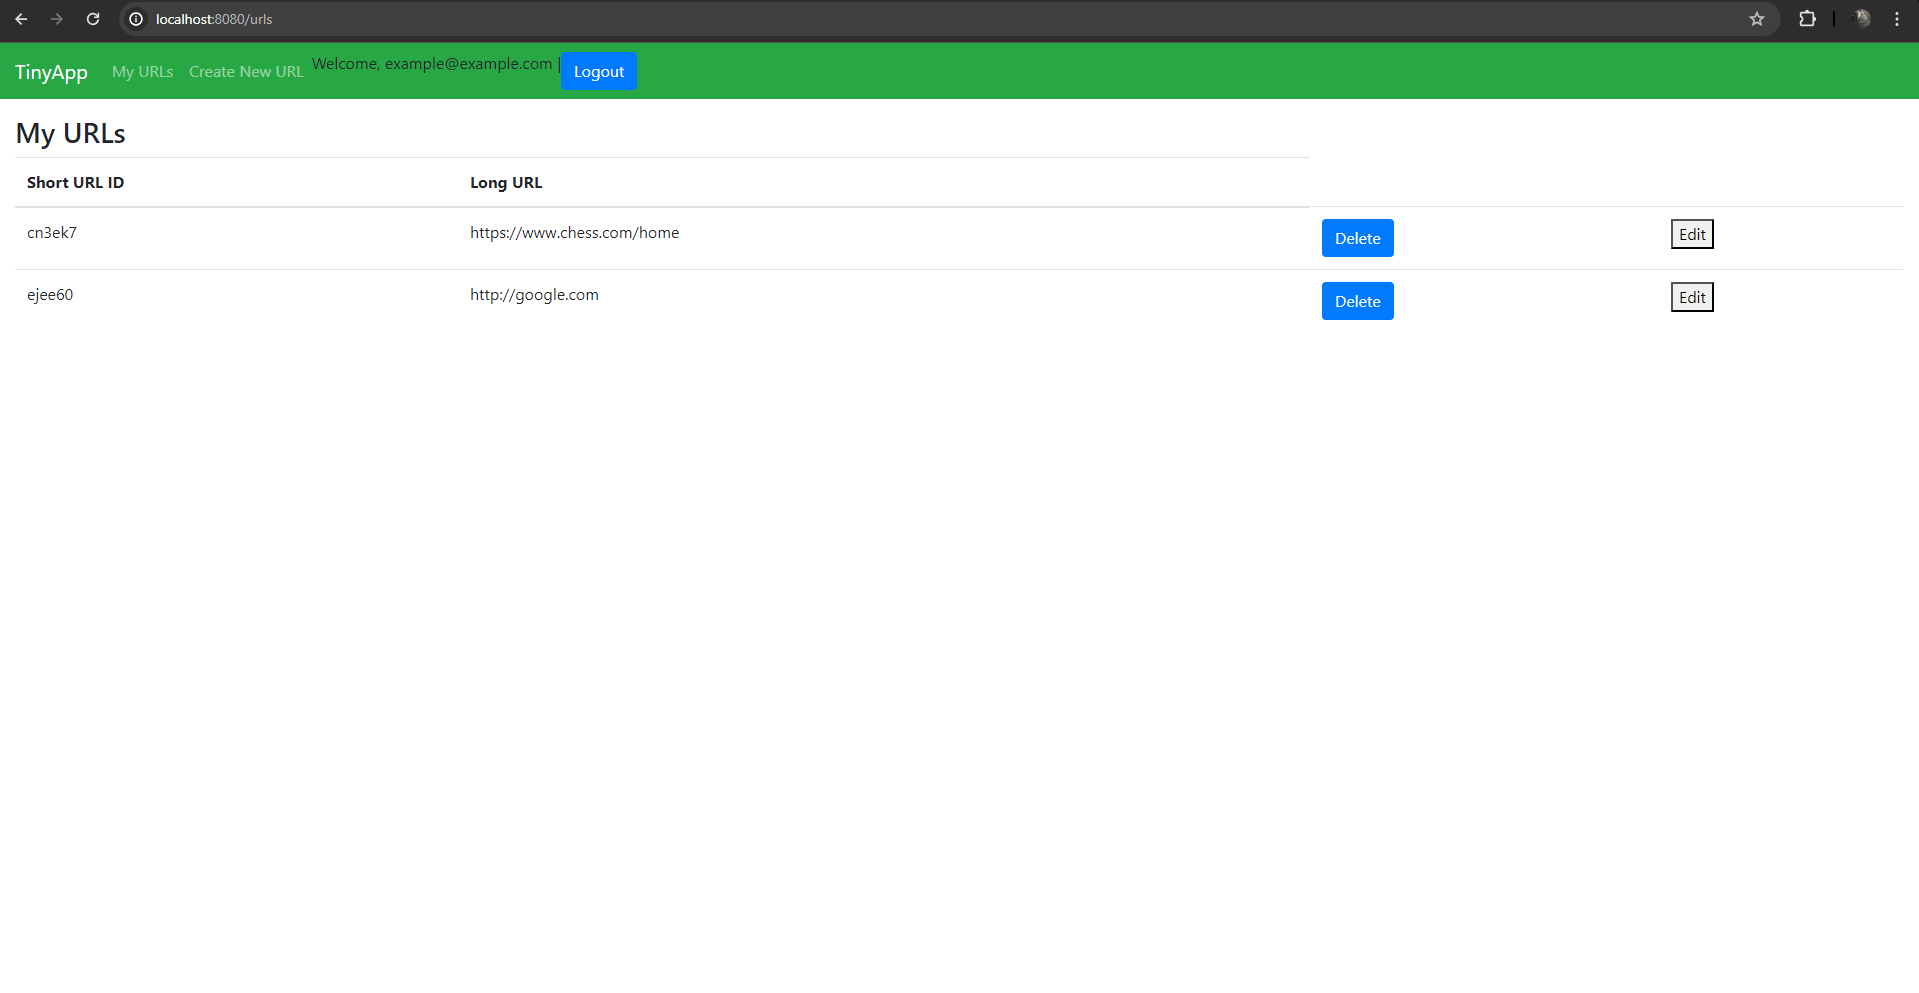 localhost:8080/urls
TinyApp My URLs Create New URL Welcome, example@example.com | Logout
My URLs
Short URL ID Long URL
cn3ek7 https://www.chess.com/home Delete Edit
ejee60 http://google.com Delete Edit